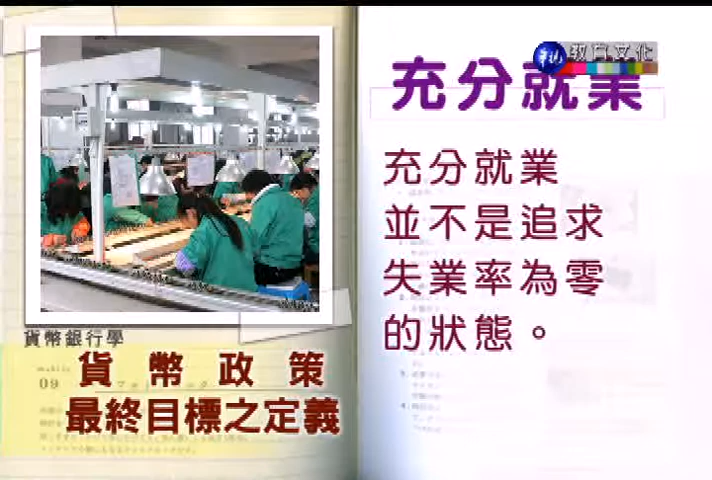 教育文化
充分就業
充分就業
並不是追求
失業率為零
的狀態。
貨幣銀行學
09
貨幣政策
最終目標之定義